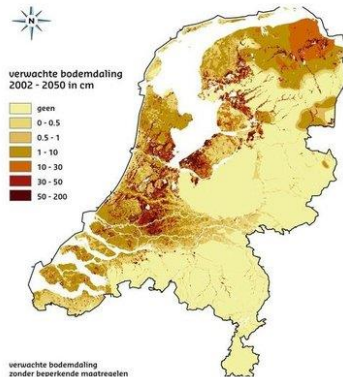 N
verwachte bodemdaling
2002 - 2050 in cm
geen
0 - 0.5
0.5 - 1
1 - 10
10 - 30
30 - 50
50 - 200
verwachte bodemdaling
zonder beperkende maatregelen